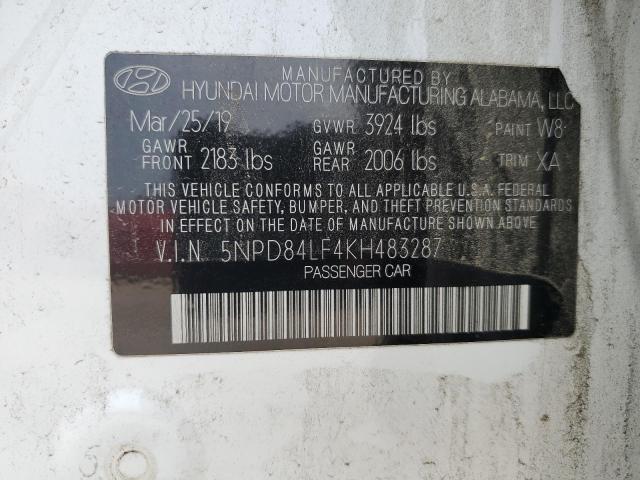 MANUFACTURED BY
HYUNDAI MOTOR MANUFACTURING ALABAMA, LLC
Mar/25/19 GVWR 3924 lbs PAINT W8
GAWR FRONT 2183 lbs GAWR REAR 2006 lbs TRIM XA
THIS VEHICLE CONFORMS TO ALL APPLICABLE U.S.A. FEDERAL
MOTOR VEHICLE SAFETY, BUMPER, AND THEFT PREVENTION STANDARDS
IN EFFECT ON THE DATE OF MANUFACTURE SHOWN ABOVE.
V.I.N 5NPD84LF4KH483287
PASSENGER CAR